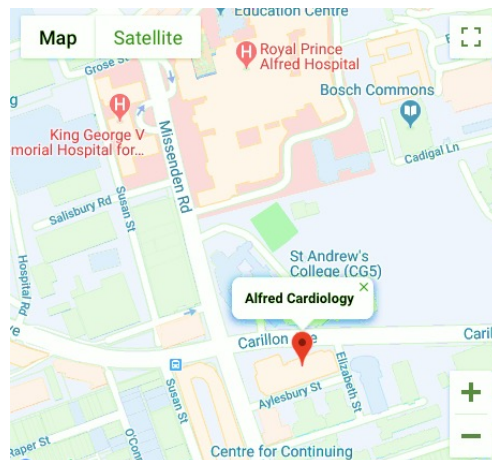 Education Centre
Map
Satellite
Grose St
H
Royal Prince
Alfred Hospital
Bosch Commons
H
King George V
morial Hospital for...
Missenden Rd
Cadigal Ln
Salisbury Rd
Susan St
Hospital Rd
St Andrew's
College (CG5)
Alfred Cardiology
Carillon
Caril
Elizabeth St
Aylesbury St
Susan St
O'Co
raper St
Centre for Continuing